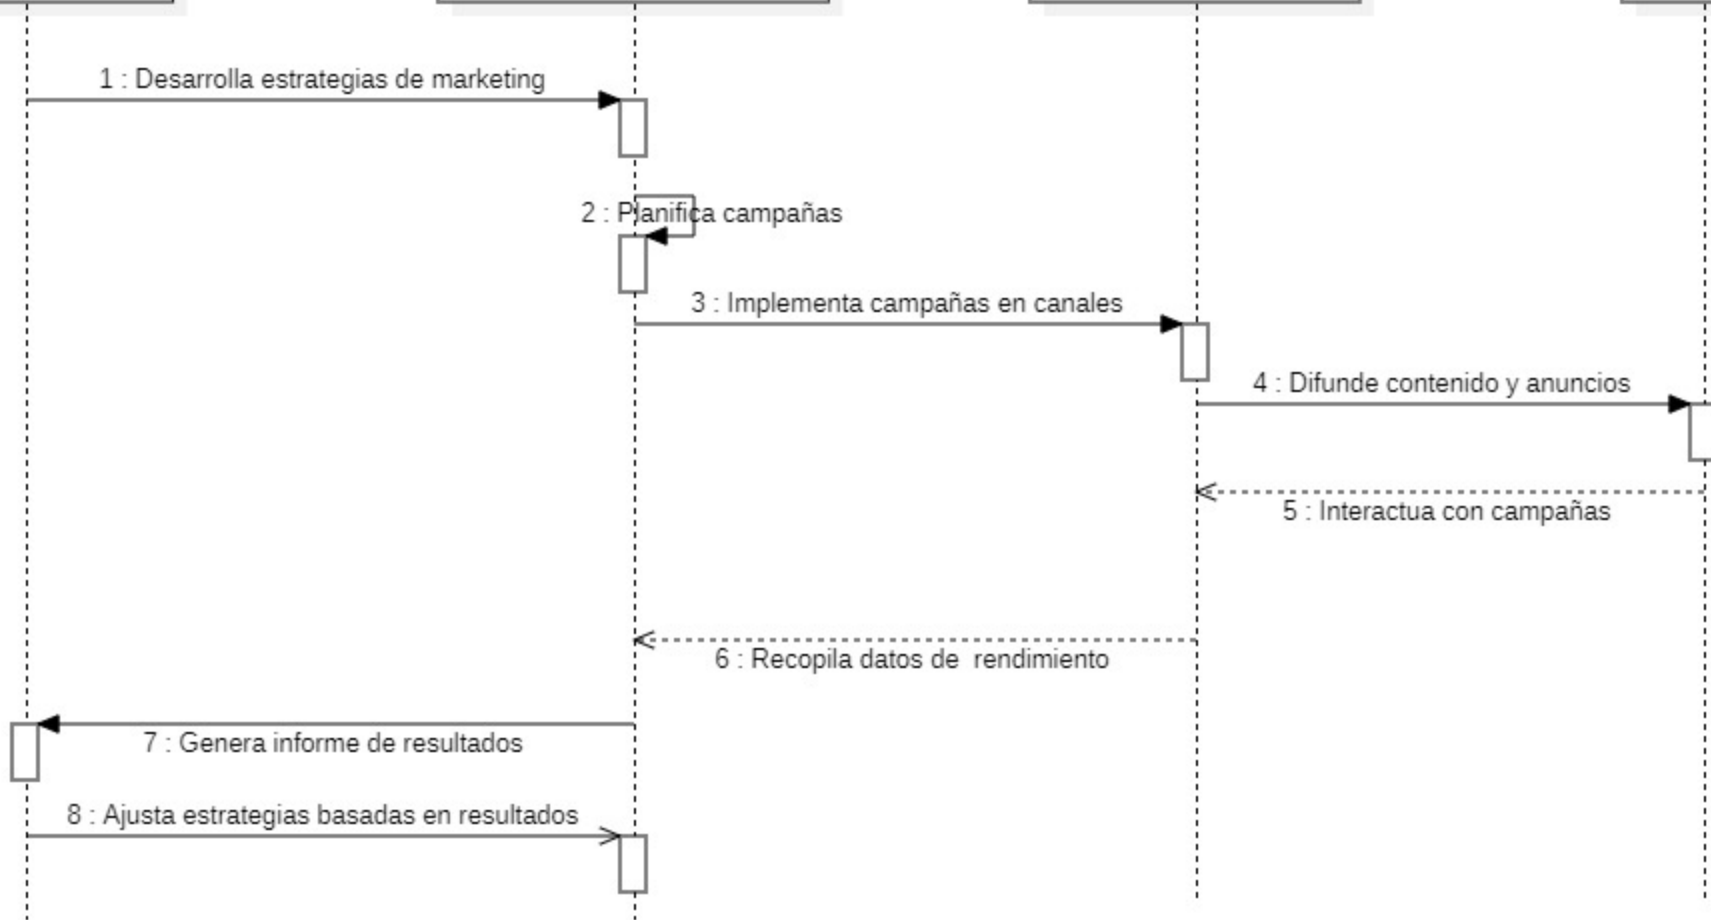 1 : Desarrolla estrategias de marketing
2 : Planifica campañas
3 : Implementa campañas en canales
4 : Difunde contenido y anuncios
5 : Interactua con campañas
6 : Recopila datos de  rendimiento
7 : Genera informe de resultados
8 : Ajusta estrategias basadas en resultados